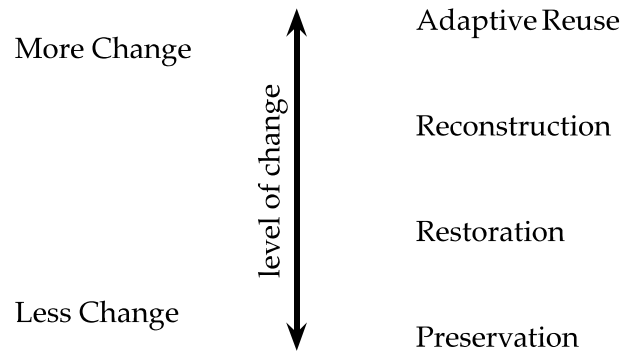 Adaptive Reuse
More Change
level of change
Reconstruction
Restoration
Less Change
Preservation